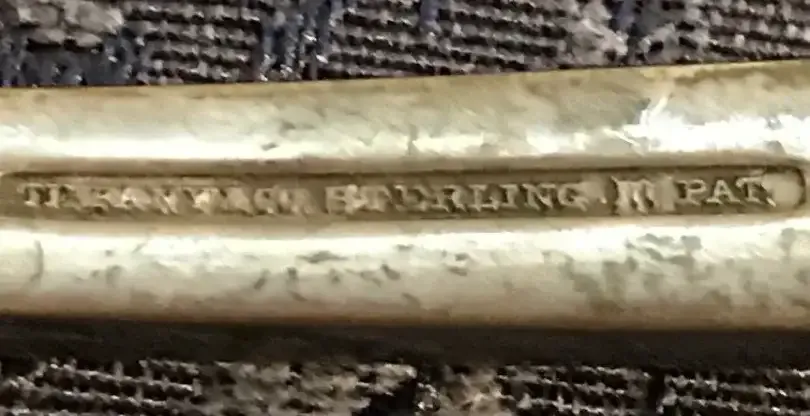 TIFFANY & Co. STERLING M PAT.